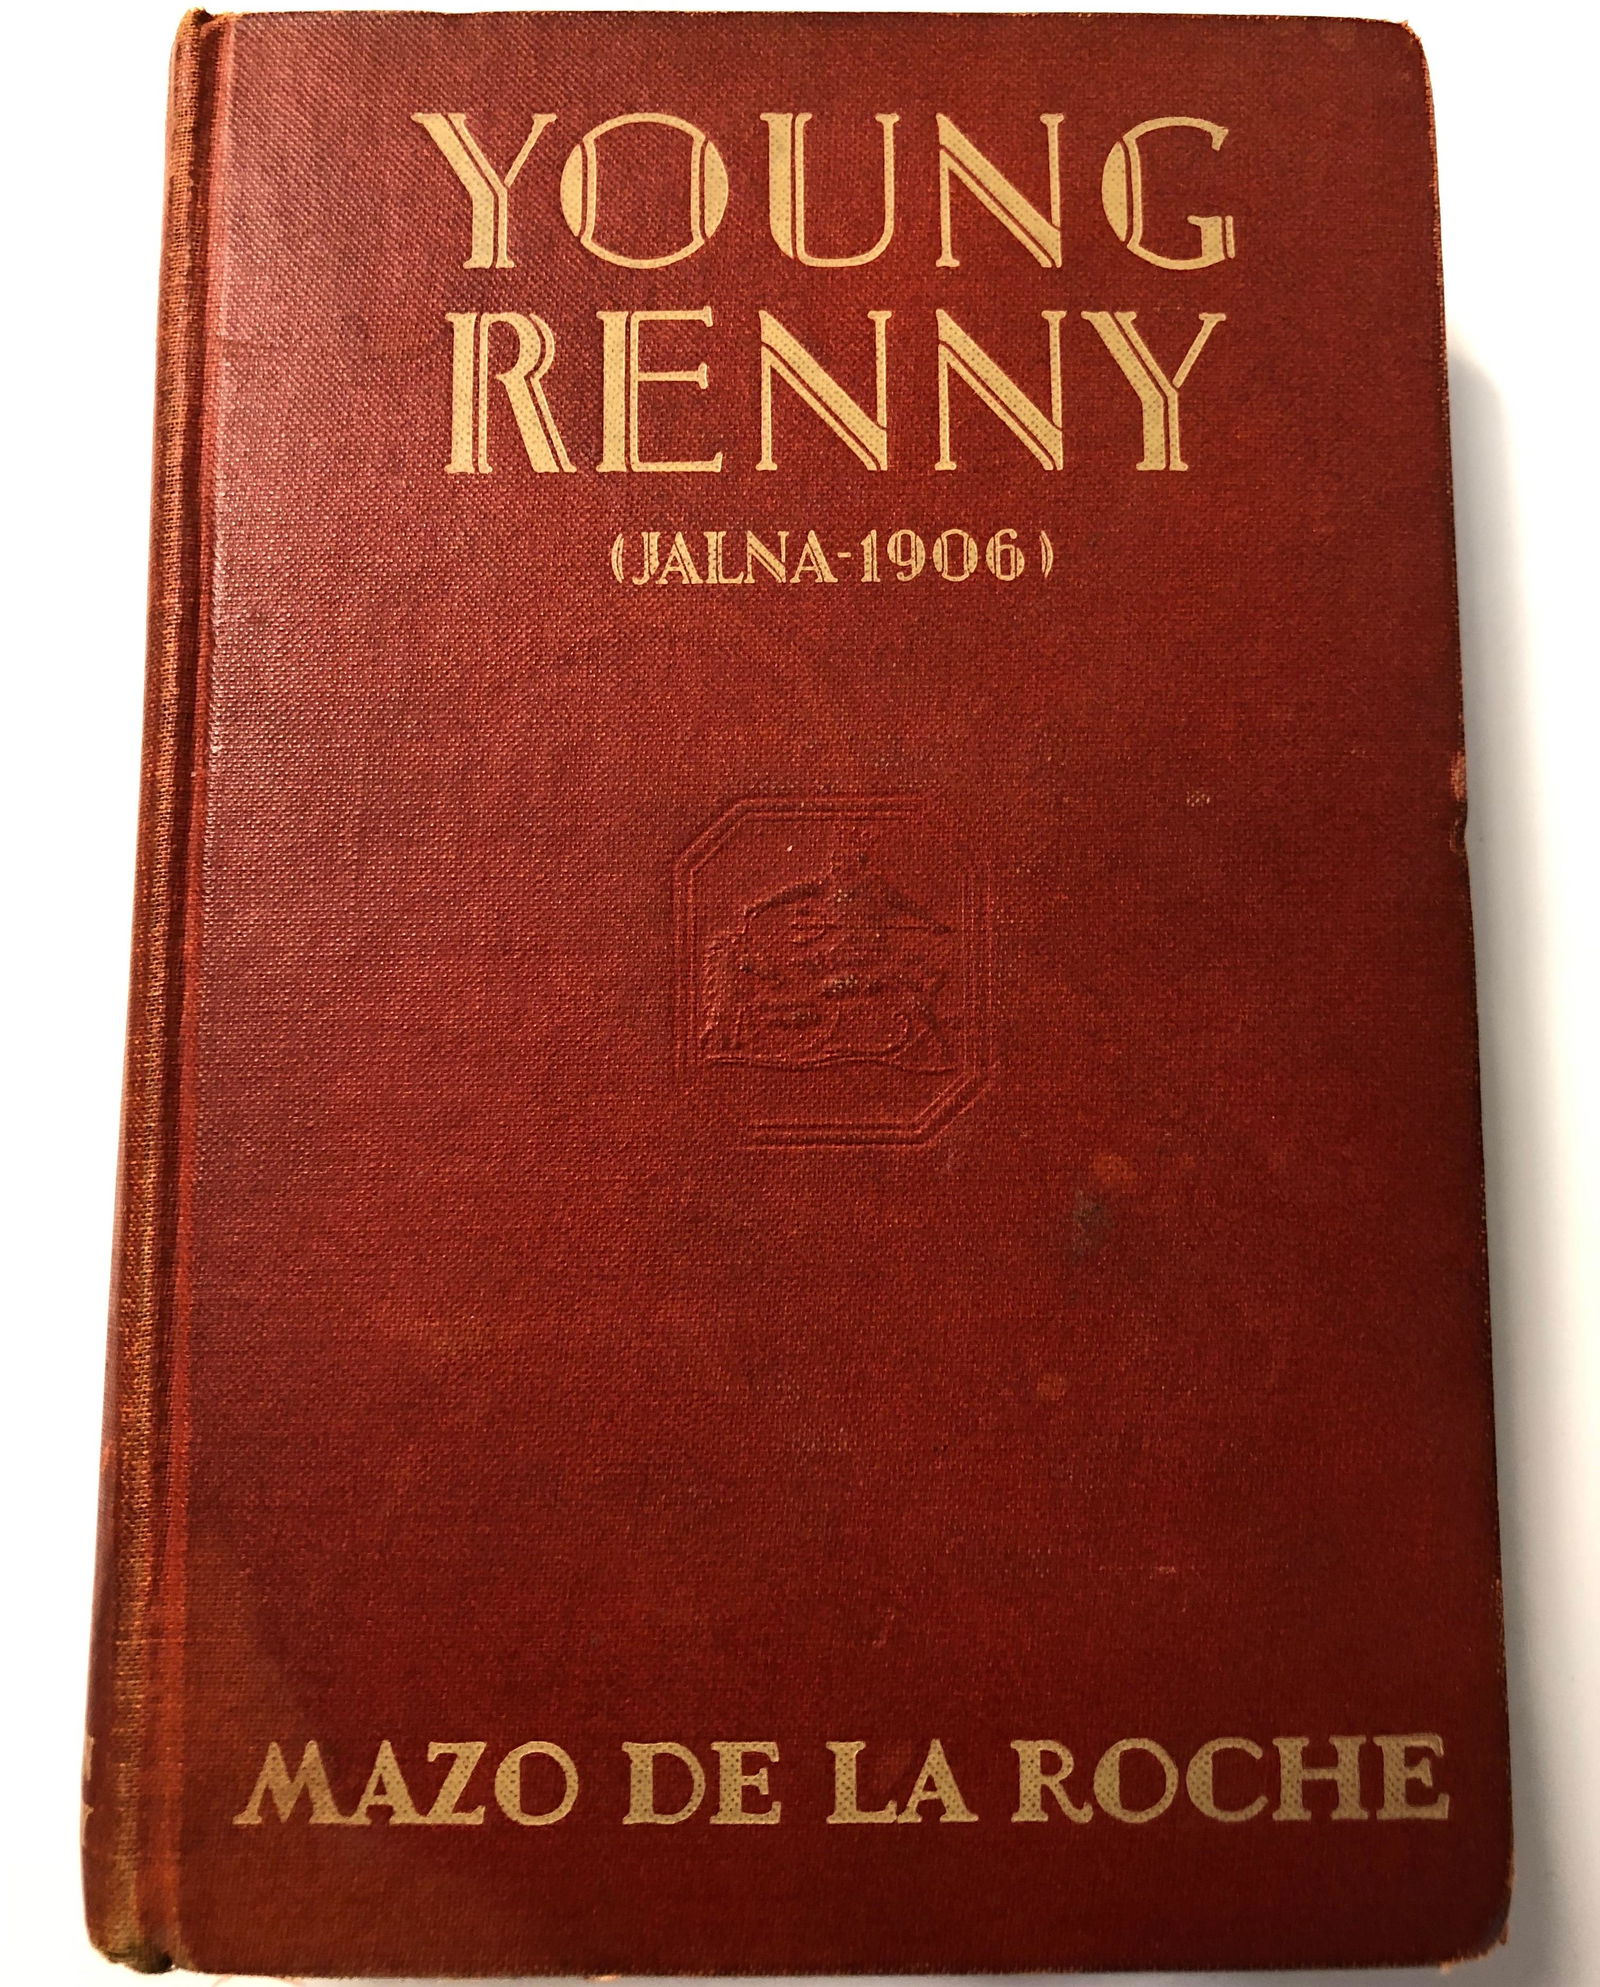 YOUNG
RENNY
(JALNA-1906)
MAZO DE LA ROCHE